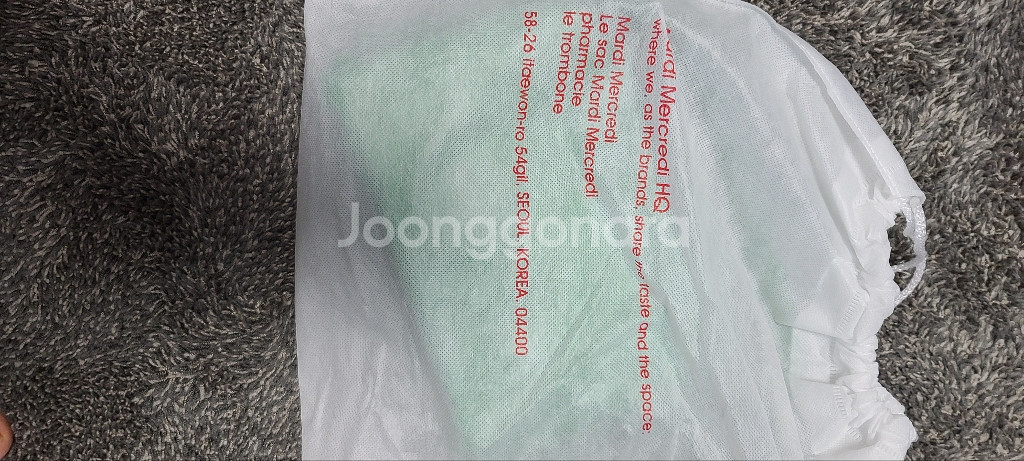 Mardi Mercredi HQ
where we, as the brands, share the taste and the space;
Mardi Mercredi
Le sac Mardi Mercredi
pharmacie
le trombone
58-26 itaewon-ro 54gil, SEOUL, KOREA, 04400
Joonggonara